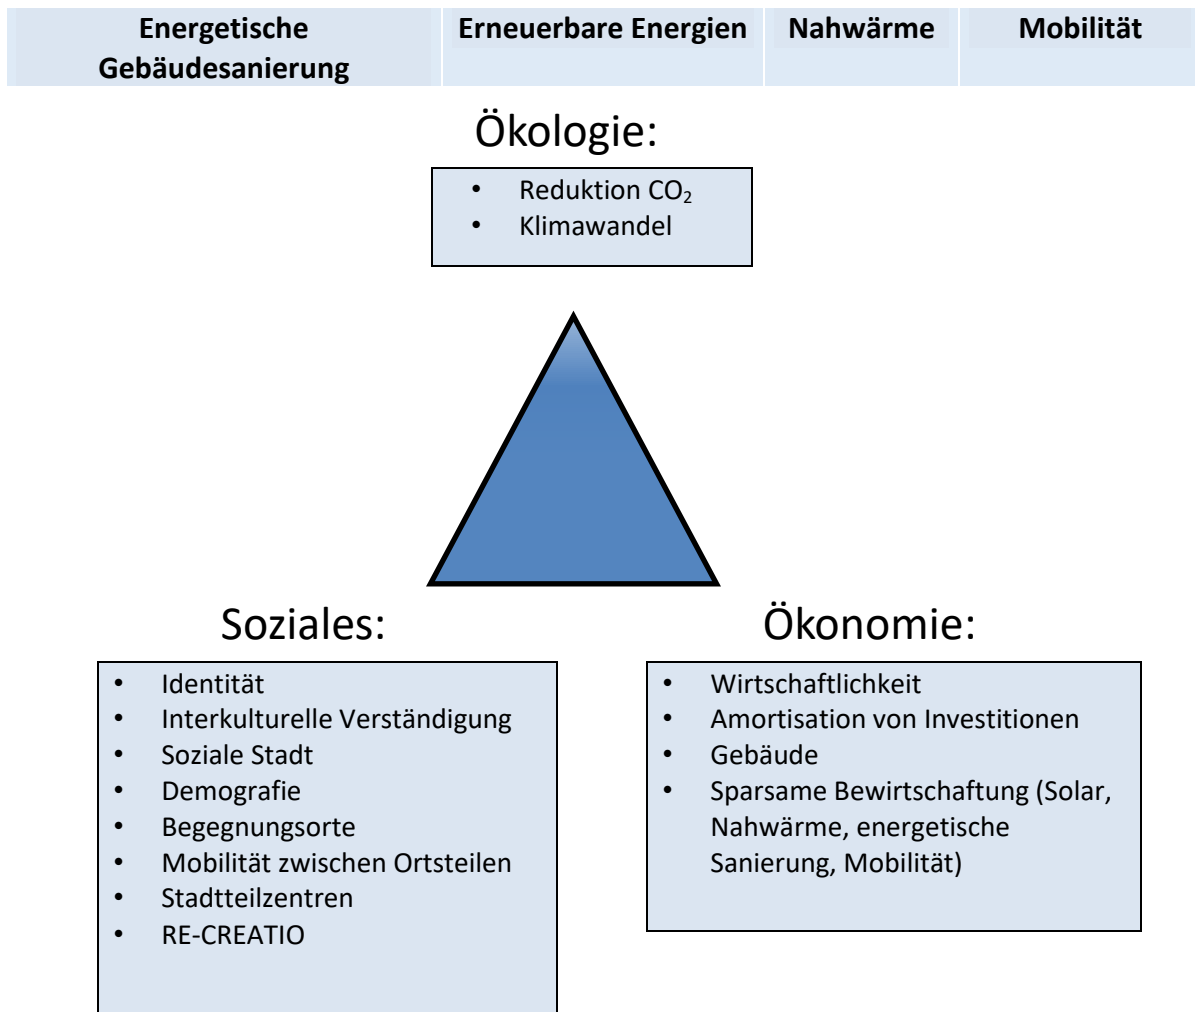 Energetische
Gebäudesanierung
Erneuerbare Energien
Nahwärme
Mobilität
Ökologie:
• Reduktion CO₂
• Klimawandel
Soziales:
• Identität
• Interkulturelle Verständigung
• Soziale Stadt
• Demografie
• Begegnungsorte
• Mobilität zwischen Ortsteilen
• Stadtteilzentren
• RE-CREATIO
Ökonomie:
• Wirtschaftlichkeit
• Amortisation von Investitionen
• Gebäude
• Sparsame Bewirtschaftung (Solar,
Nahwärme, energetische
Sanierung, Mobilität)